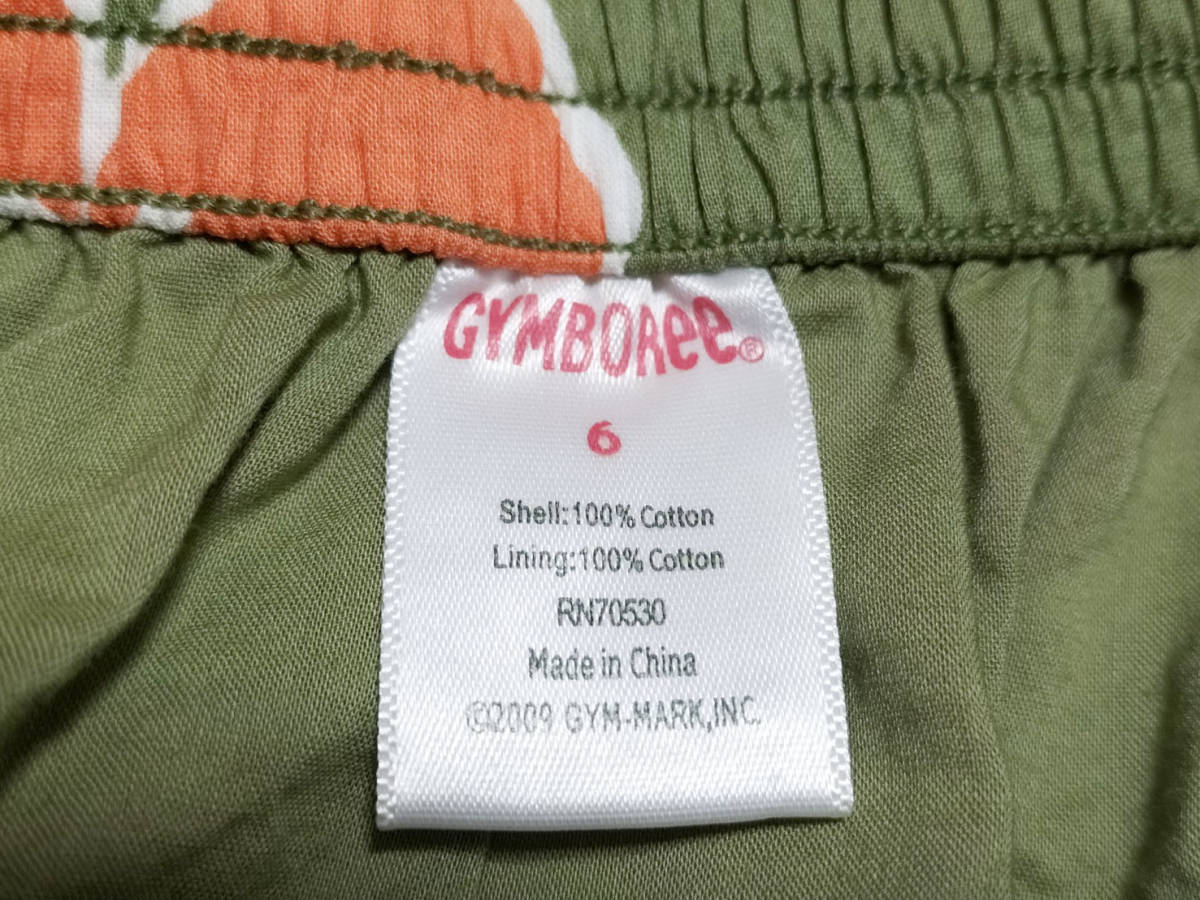 GYMBORee®
6
Shell:100% Cotton
Lining:100% Cotton
RN70530
Made in China
©2009 GYM-MARK,INC.